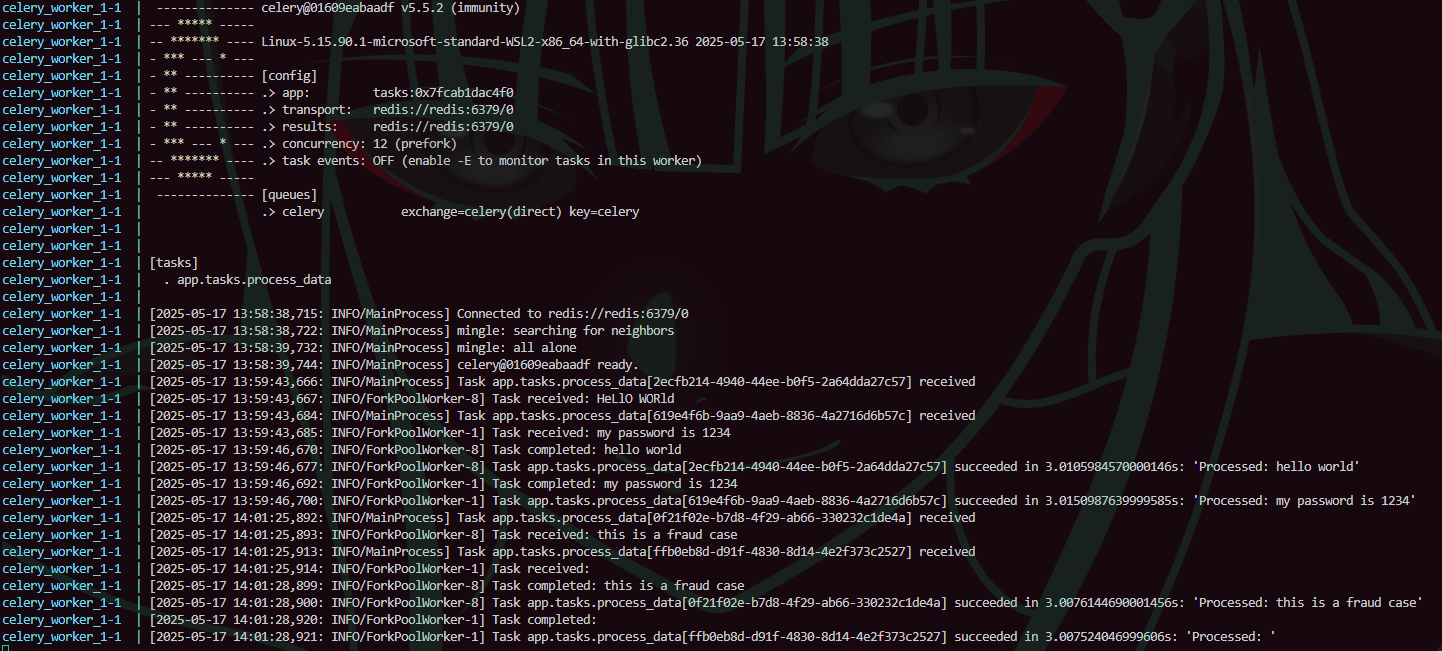 celery_worker_1-1  |  -------------- celery@01609eabaadf v5.5.2 (immunity)
celery_worker_1-1  | --- ***** -----
celery_worker_1-1  | -- ******* ---- Linux-5.15.90.1-microsoft-standard-WSL2-x86_64-with-glibc2.36 2025-05-17 13:58:38
celery_worker_1-1  | - *** --- * ---
celery_worker_1-1  | - ** ---------- [config]
celery_worker_1-1  | - ** ---------- .> app:         tasks:0x7fcab1dac4f0
celery_worker_1-1  | - ** ---------- .> transport:   redis://redis:6379/0
celery_worker_1-1  | - ** ---------- .> results:     redis://redis:6379/0
celery_worker_1-1  | - *** --- * --- .> concurrency: 12 (prefork)
celery_worker_1-1  | -- ******* ---- .> task events: OFF (enable -E to monitor tasks in this worker)
celery_worker_1-1  | --- ***** -----
celery_worker_1-1  |  -------------- [queues]
celery_worker_1-1  |                 .> celery           exchange=celery(direct) key=celery
celery_worker_1-1  |
celery_worker_1-1  |
celery_worker_1-1  | [tasks]
celery_worker_1-1  |   . app.tasks.process_data
celery_worker_1-1  |
celery_worker_1-1  | [2025-05-17 13:58:38,715: INFO/MainProcess] Connected to redis://redis:6379/0
celery_worker_1-1  | [2025-05-17 13:58:38,722: INFO/MainProcess] mingle: searching for neighbors
celery_worker_1-1  | [2025-05-17 13:58:39,732: INFO/MainProcess] mingle: all alone
celery_worker_1-1  | [2025-05-17 13:58:39,744: INFO/MainProcess] celery@01609eabaadf ready.
celery_worker_1-1  | [2025-05-17 13:59:43,666: INFO/MainProcess] Task app.tasks.process_data[2ecfb214-4940-44ee-b0f5-2a64dda27c57] received
celery_worker_1-1  | [2025-05-17 13:59:43,667: INFO/ForkPoolWorker-8] Task received: HeLlO WORld
celery_worker_1-1  | [2025-05-17 13:59:43,684: INFO/MainProcess] Task app.tasks.process_data[619e4f6b-9aa9-4aeb-8836-4a2716d6b57c] received
celery_worker_1-1  | [2025-05-17 13:59:43,685: INFO/ForkPoolWorker-1] Task received: my password is 1234
celery_worker_1-1  | [2025-05-17 13:59:46,670: INFO/ForkPoolWorker-8] Task completed: hello world
celery_worker_1-1  | [2025-05-17 13:59:46,677: INFO/ForkPoolWorker-8] Task app.tasks.process_data[2ecfb214-4940-44ee-b0f5-2a64dda27c57] succeeded in 3.0105984570000146s: 'Processed: hello world'
celery_worker_1-1  | [2025-05-17 13:59:46,692: INFO/ForkPoolWorker-1] Task completed: my password is 1234
celery_worker_1-1  | [2025-05-17 13:59:46,700: INFO/ForkPoolWorker-1] Task app.tasks.process_data[619e4f6b-9aa9-4aeb-8836-4a2716d6b57c] succeeded in 3.0150987639999585s: 'Processed: my password is 1234'
celery_worker_1-1  | [2025-05-17 14:01:25,892: INFO/MainProcess] Task app.tasks.process_data[0f21f02e-b7d8-4f29-ab66-330232c1de4a] received
celery_worker_1-1  | [2025-05-17 14:01:25,893: INFO/ForkPoolWorker-8] Task received: this is a fraud case
celery_worker_1-1  | [2025-05-17 14:01:25,913: INFO/MainProcess] Task app.tasks.process_data[ffb0eb8d-d91f-4830-8d14-4e2f373c2527] received
celery_worker_1-1  | [2025-05-17 14:01:25,914: INFO/ForkPoolWorker-1] Task received:
celery_worker_1-1  | [2025-05-17 14:01:28,899: INFO/ForkPoolWorker-8] Task completed: this is a fraud case
celery_worker_1-1  | [2025-05-17 14:01:28,900: INFO/ForkPoolWorker-8] Task app.tasks.process_data[0f21f02e-b7d8-4f29-ab66-330232c1de4a] succeeded in 3.0076144690001456s: 'Processed: this is a fraud case'
celery_worker_1-1  | [2025-05-17 14:01:28,920: INFO/ForkPoolWorker-1] Task completed:
celery_worker_1-1  | [2025-05-17 14:01:28,921: INFO/ForkPoolWorker-1] Task app.tasks.process_data[ffb0eb8d-d91f-4830-8d14-4e2f373c2527] succeeded in 3.007524046999606s: 'Processed: '